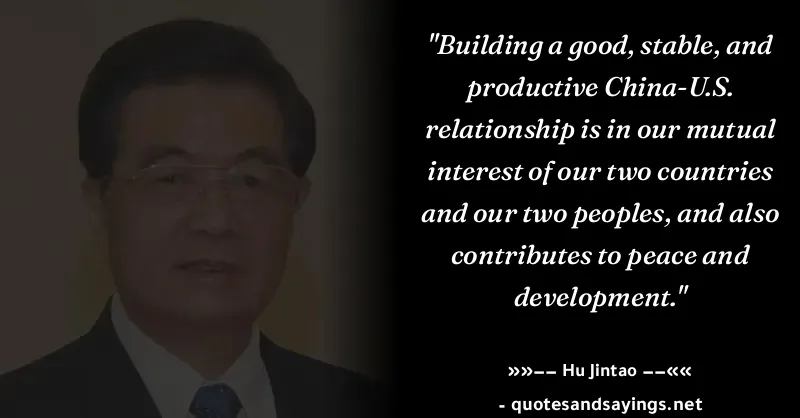 "Building a good, stable, and
productive China-U.S.
relationship is in our mutual
interest of our two countries
and our two peoples, and also
contributes to peace and
development."
»»−− Hu Jintao −−««
- quotesandsayings.net